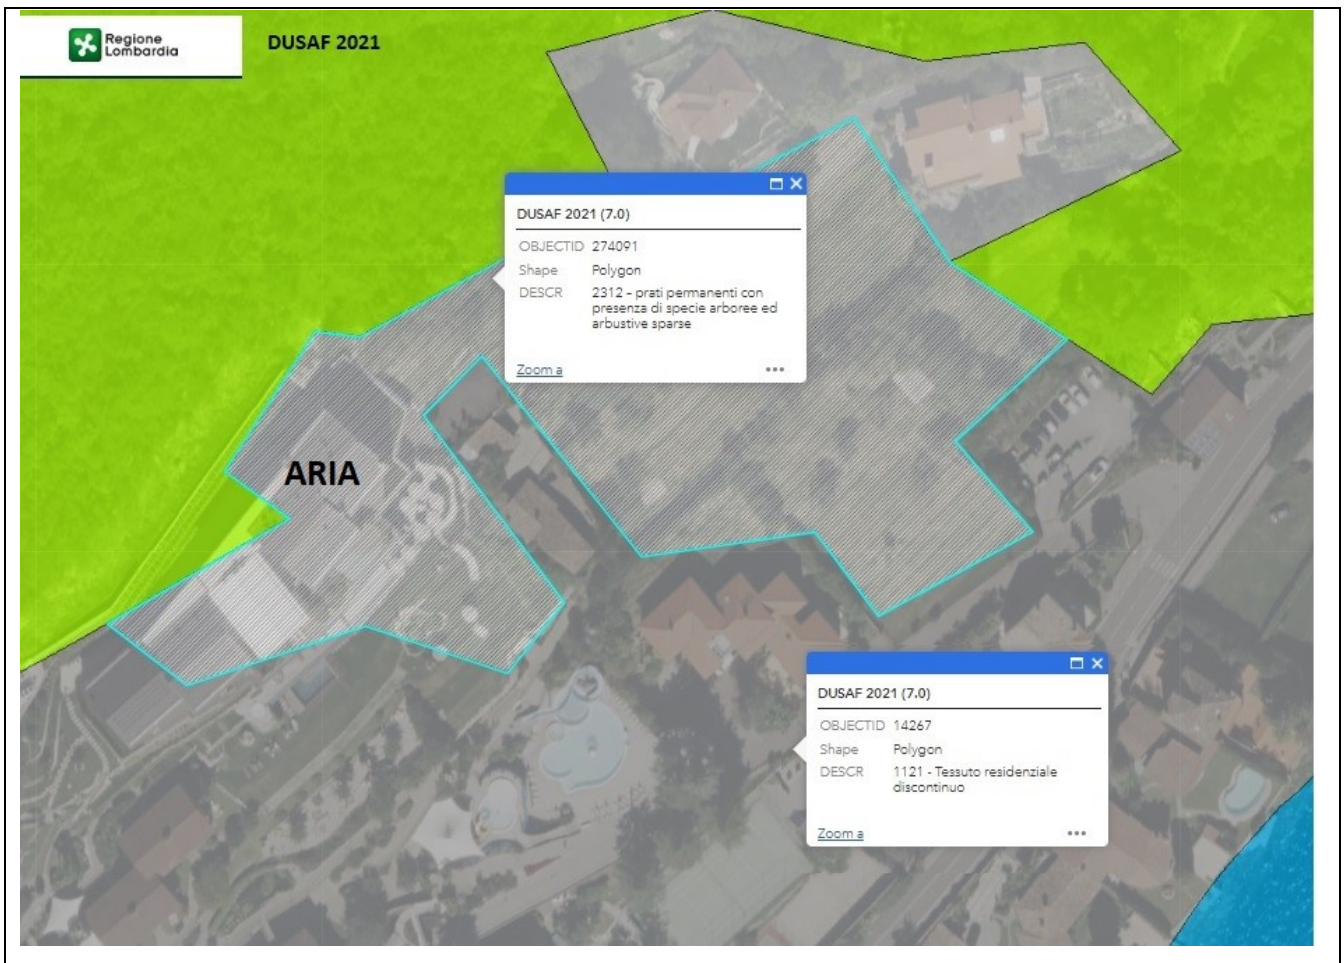 Regione
Lombardia
DUSAF 2021
DUSAF 2021 (7.0)
OBJECTID 274091
Shape Polygon
DESCR 2312 - prati permanenti con
presenza di specie arboree ed
arbustive sparse
Zoom a
ARIA
DUSAF 2021 (7.0)
OBJECTID 14267
Shape Polygon
DESCR 1121 - Tessuto residenziale
discontinuo
Zoom a